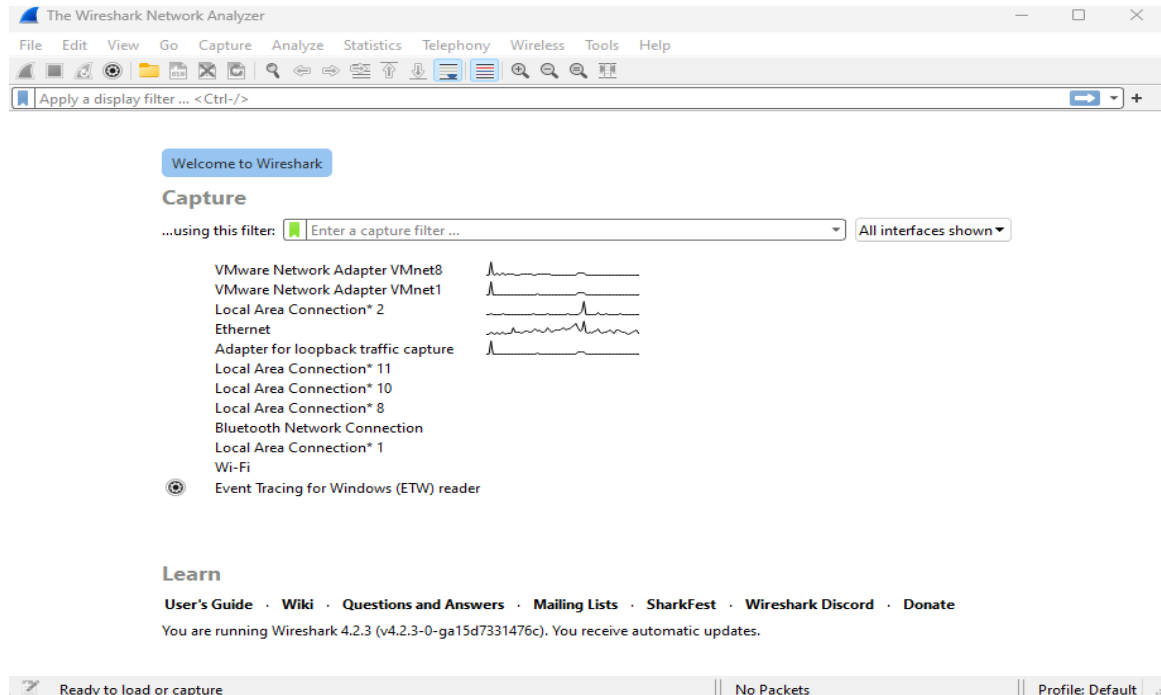 The Wireshark Network Analyzer
File Edit View Go Capture Analyze Statistics Telephony Wireless Tools Help
Apply a display filter ... <Ctrl-/>
Welcome to Wireshark
Capture
...using this filter: Enter a capture filter ... All interfaces shown
VMware Network Adapter VMnet8
VMware Network Adapter VMnet1
Local Area Connection* 2
Ethernet
Adapter for loopback traffic capture
Local Area Connection* 11
Local Area Connection* 10
Local Area Connection* 8
Bluetooth Network Connection
Local Area Connection* 1
Wi-Fi
Event Tracing for Windows (ETW) reader
Learn
User's Guide · Wiki · Questions and Answers · Mailing Lists · SharkFest · Wireshark Discord · Donate
You are running Wireshark 4.2.3 (v4.2.3-0-ga15d7331476c). You receive automatic updates.
Ready to load or capture No Packets Profile: Default